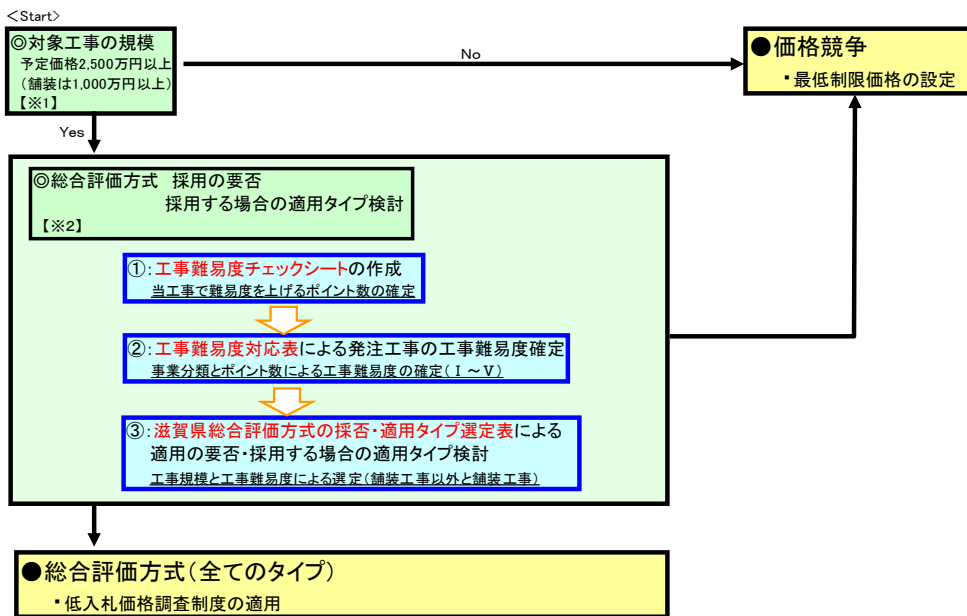 <Start>
◎対象工事の規模
予定価格2,500万円以上
(舗装は1,000万円以上)
【※1】
No
●価格競争
・最低制限価格の設定
Yes
◎総合評価方式 採用の要否
採用する場合の適用タイプ検討
【※2】
①:工事難易度チェックシートの作成
当工事で難易度を上げるポイント数の確定
②:工事難易度対応表による発注工事の工事難易度確定
事業分類とポイント数による工事難易度の確定(Ⅰ~Ⅴ)
③:滋賀県総合評価方式の採否・適用タイプ選定表による
適用の要否・採用する場合の適用タイプ検討
工事規模と工事難易度による選定(舗装工事以外と舗装工事)
●総合評価方式(全てのタイプ)
・低入札価格調査制度の適用